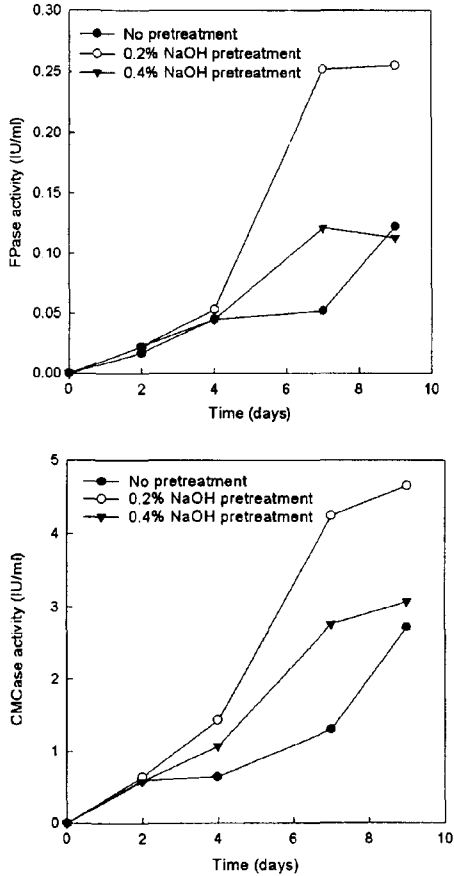 0.30
No pretreatment
0.2% NaOH pretreatment
0.4% NaOH pretreatment
0.25
0.20
0.15
0.10
0.05
0.00
FPase activity (IU/ml)
0 2 4 6 8 10
Time (days)
5
No pretreatment
0.2% NaOH pretreatment
0.4% NaOH pretreatment
4
3
2
1
0
CMCase activity (IU/ml)
0 2 4 6 8 10
Time (days)